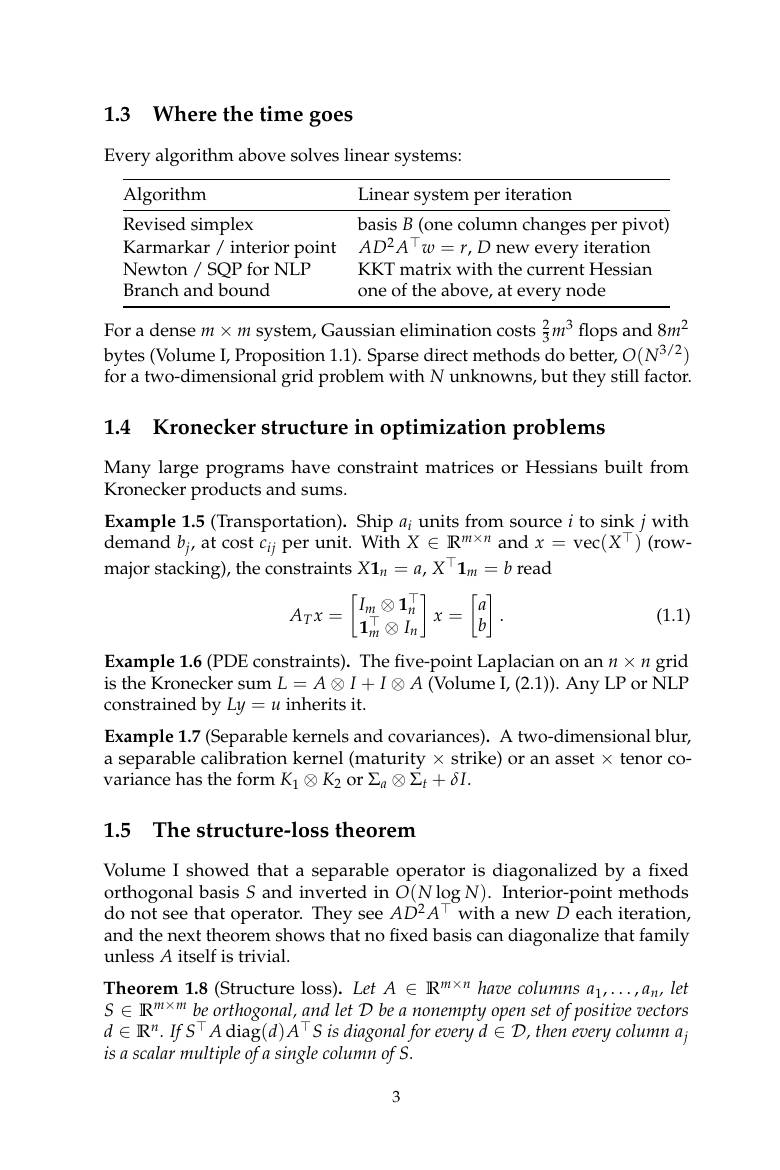 1.3 Where the time goes
Every algorithm above solves linear systems:
Algorithm Linear system per iteration
Revised simplex basis B (one column changes per pivot)
Karmarkar / interior point AD²A⊤w = r, D new every iteration
Newton / SQP for NLP KKT matrix with the current Hessian
Branch and bound one of the above, at every node
For a dense m × m system, Gaussian elimination costs ⅔m³ flops and 8m²
bytes (Volume I, Proposition 1.1). Sparse direct methods do better, O(N^{3/2})
for a two-dimensional grid problem with N unknowns, but they still factor.
1.4 Kronecker structure in optimization problems
Many large programs have constraint matrices or Hessians built from
Kronecker products and sums.
Example 1.5 (Transportation). Ship aᵢ units from source i to sink j with
demand bⱼ, at cost cᵢⱼ per unit. With X ∈ ℝ^{m×n} and x = vec(X⊤) (row-
major stacking), the constraints X1ₙ = a, X⊤1ₘ = b read
A_T x = [Iₘ ⊗ 1ₙ⊤ ; 1ₘ⊤ ⊗ Iₙ] x = [a ; b] . (1.1)
Example 1.6 (PDE constraints). The five-point Laplacian on an n × n grid
is the Kronecker sum L = A ⊗ I + I ⊗ A (Volume I, (2.1)). Any LP or NLP
constrained by Ly = u inherits it.
Example 1.7 (Separable kernels and covariances). A two-dimensional blur,
a separable calibration kernel (maturity × strike) or an asset × tenor co-
variance has the form K₁ ⊗ K₂ or Σₐ ⊗ Σₜ + δI.
1.5 The structure-loss theorem
Volume I showed that a separable operator is diagonalized by a fixed
orthogonal basis S and inverted in O(N log N). Interior-point methods
do not see that operator. They see AD²A⊤ with a new D each iteration,
and the next theorem shows that no fixed basis can diagonalize that family
unless A itself is trivial.
Theorem 1.8 (Structure loss). Let A ∈ ℝ^{m×n} have columns a₁, . . . , aₙ, let
S ∈ ℝ^{m×m} be orthogonal, and let 𝒟 be a nonempty open set of positive vectors
d ∈ ℝⁿ. If S⊤A diag(d)A⊤S is diagonal for every d ∈ 𝒟, then every column aⱼ
is a scalar multiple of a single column of S.
3